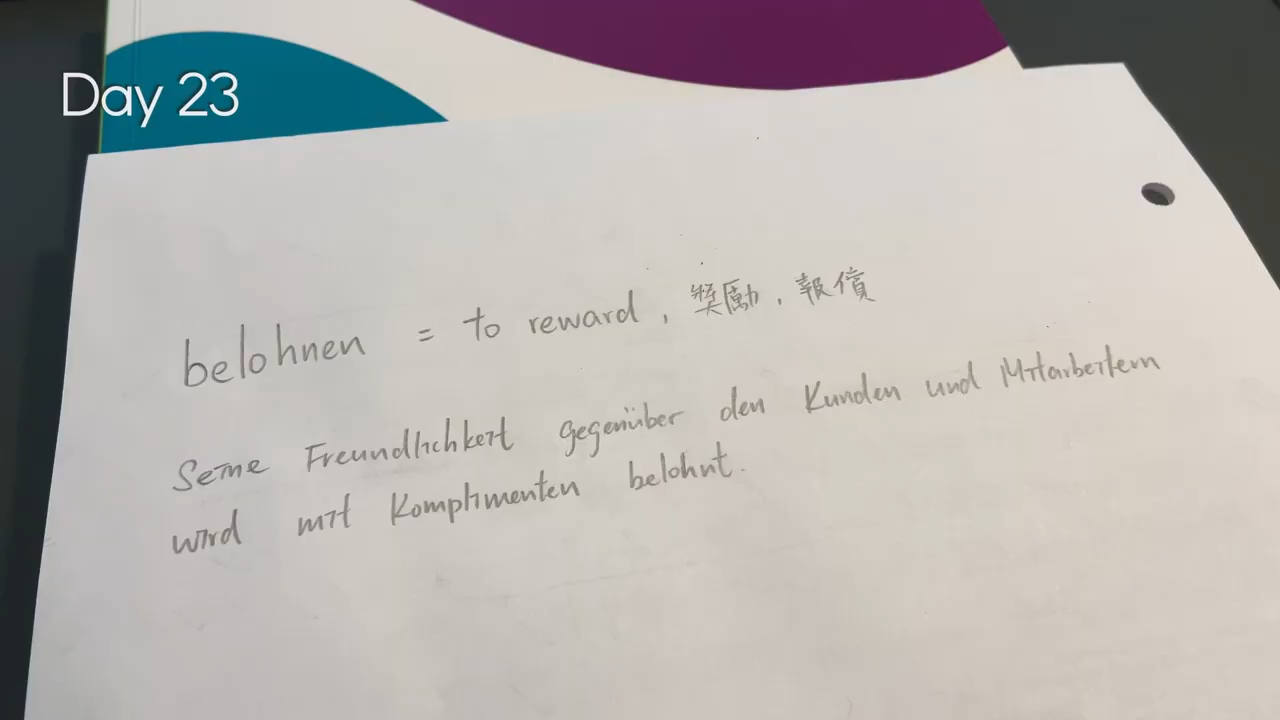 Day 23
belohnen = to reward, 獎勵, 報償
Seine Freundlichkeit gegenüber den Kunden und Mitarbeitern
wird mit Komplimenten belohnt.